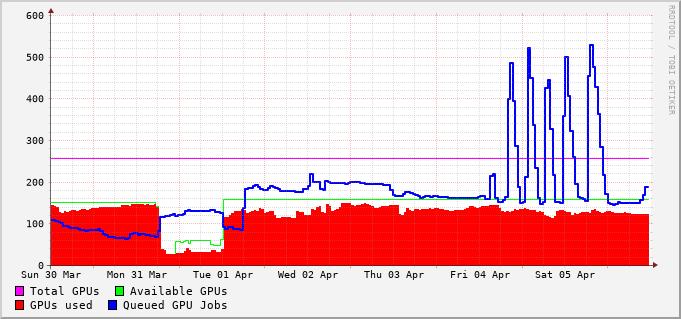 600
500
400
300
200
100
0
Sun 30 Mar Mon 31 Mar Tue 01 Apr Wed 02 Apr Thu 03 Apr Fri 04 Apr Sat 05 Apr
Total GPUs Available GPUs
GPUs used Queued GPU Jobs
RRDTOOL / TOBI OETIKER